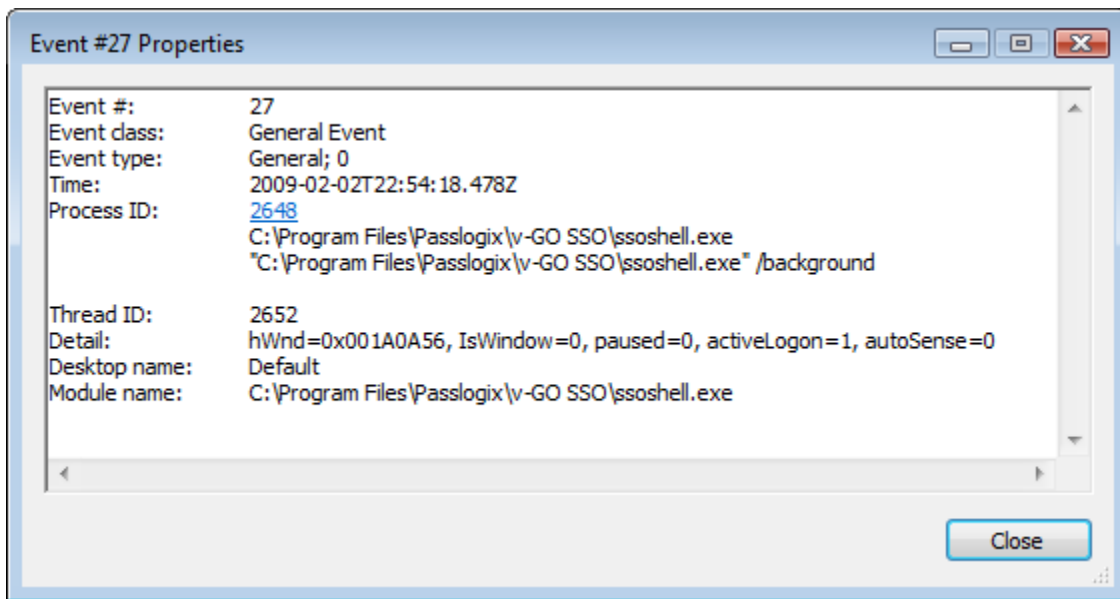 Event #27 Properties
Event #: 27
Event class: General Event
Event type: General; 0
Time: 2009-02-02T22:54:18.478Z
Process ID: 2648
C:\Program Files\Passlogix\v-GO SSO\ssoshell.exe
"C:\Program Files\Passlogix\v-GO SSO\ssoshell.exe" /background
Thread ID: 2652
Detail: hWnd=0x001A0A56, IsWindow=0, paused=0, activeLogon=1, autoSense=0
Desktop name: Default
Module name: C:\Program Files\Passlogix\v-GO SSO\ssoshell.exe
Close